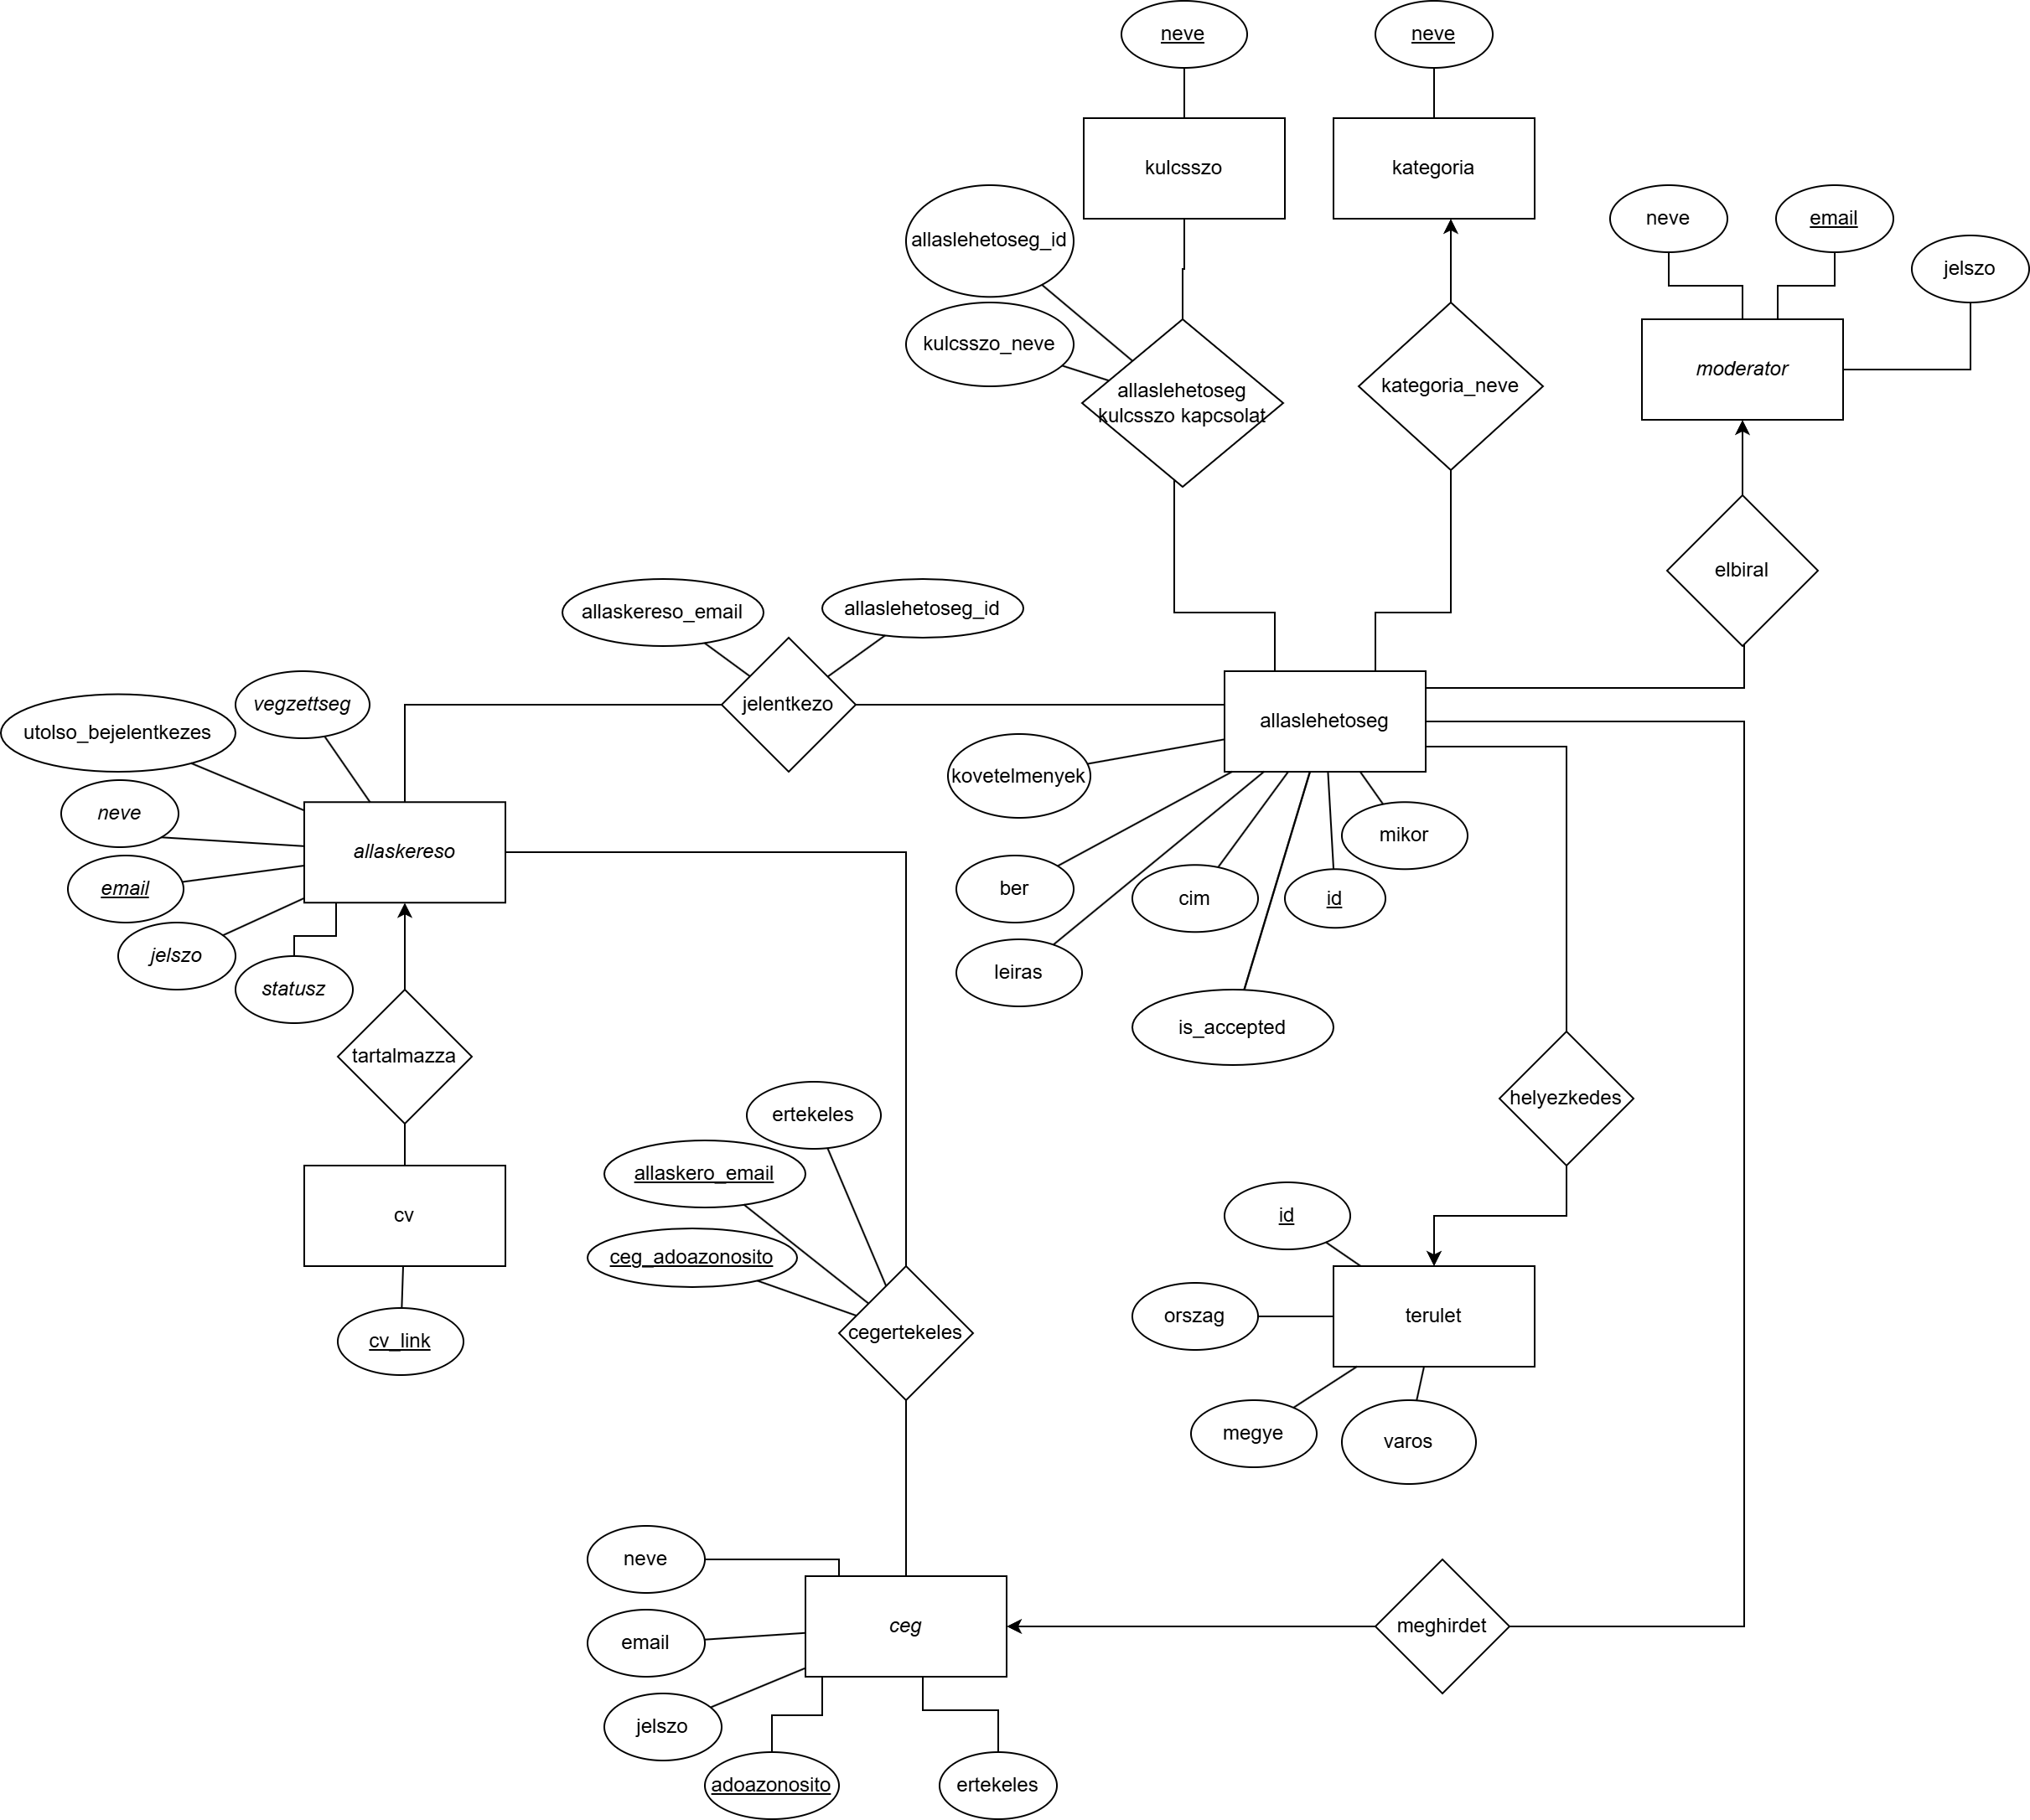 neve
neve
kulcsszo
kategoria
allaslehetoseg_id
neve
email
jelszo
kulcsszo_neve
allaslehetoseg
kulcsszo kapcsolat
kategoria_neve
moderator
elbiral
allaskereso_email
allaslehetoseg_id
jelentkezo
vegzettseg
utolso_bejelentkezes
allaslehetoseg
kovetelmenyek
neve
allaskereso
mikor
email
ber
cim
id
jelszo
statusz
leiras
is_accepted
tartalmazza
helyezkedes
ertekeles
allaskero_email
cv
id
ceg_adoazonosito
cegertekeles
orszag
terulet
cv_link
megye
varos
neve
email
ceg
meghirdet
jelszo
adoazonosito
ertekeles